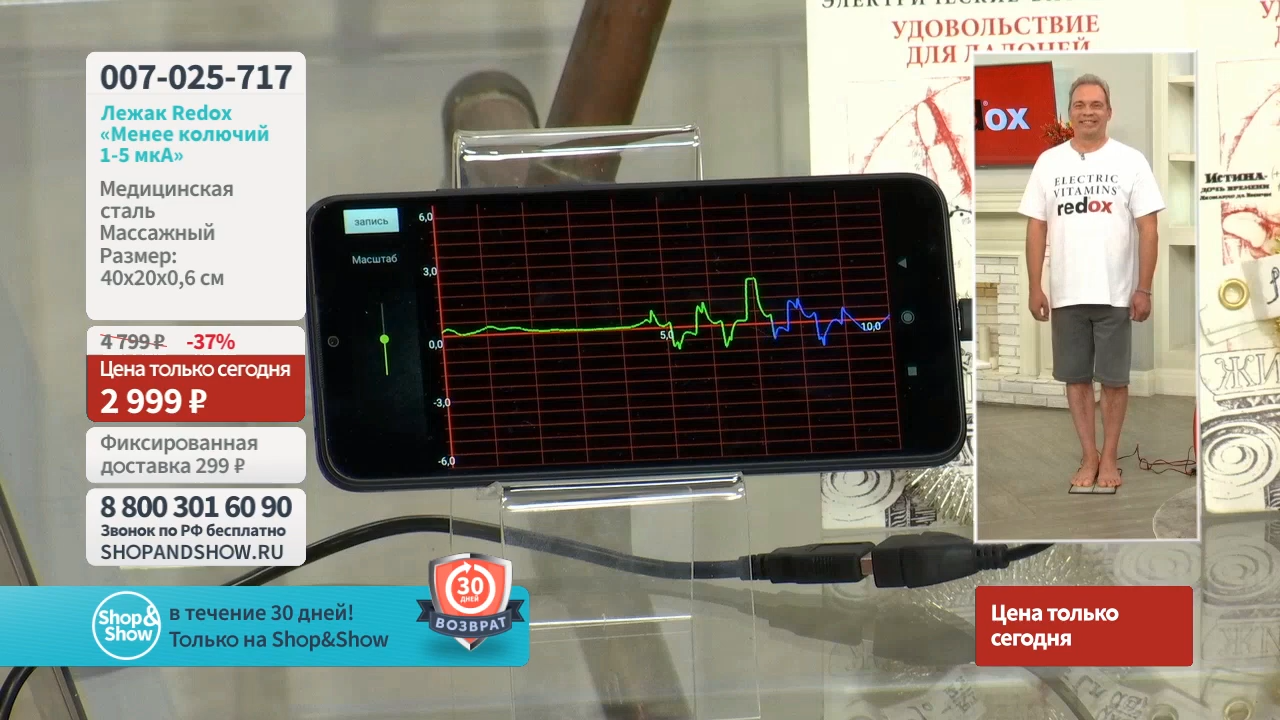 007-025-717
Лежак Redox
«Менее колючий
1-5 мкА»
Медицинская
сталь
Массажный
Размер:
40х20х0,6 см
4 799 ₽ -37%
Цена только сегодня
2 999 ₽
Фиксированная
доставка 299 ₽
8 800 301 60 90
Звонок по РФ бесплатно
SHOPANDSHOW.RU
Shop&
Show
в течение 30 дней!
Только на Shop&Show
30
ДНЕЙ
ВОЗВРАТ
запись
Масштаб
6,0
3,0
0,0
-3,0
-6,0
5,0
10,0
УДОВОЛЬСТВИЕ
ДЛЯ ЛАДОНЕЙ
ox
ELECTRIC
VITAMINS
redox
Истина-
дочь времени
Цена только
сегодня